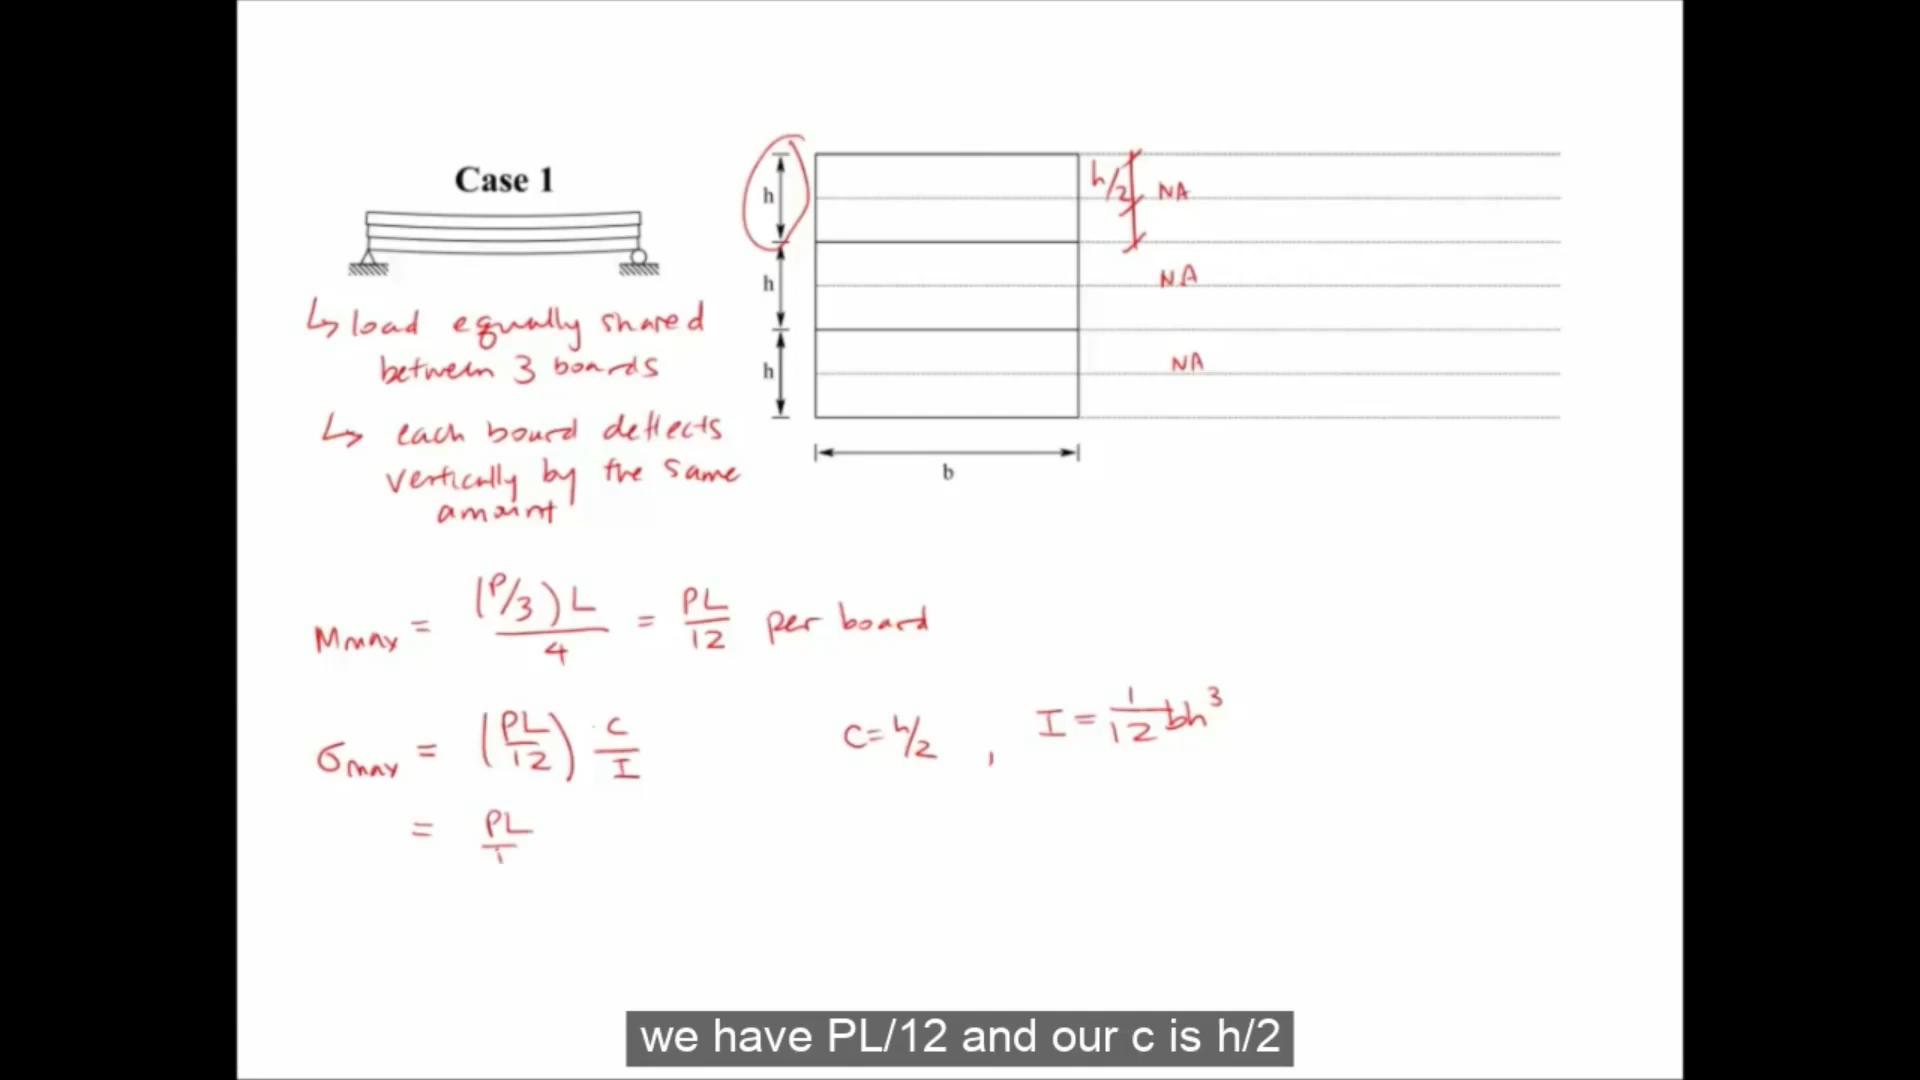 Case 1
↳ load equally shared
between 3 boards
↳ each board deflects
vertically by the same
amount
h
h
h
b
h/2
NA
NA
NA
Mmax = (P/3)L/4 = PL/12 per board
σmax = (PL/12) · c/I
c = h/2 , I = 1/12 bh³
= PL/1
we have PL/12 and our c is h/2